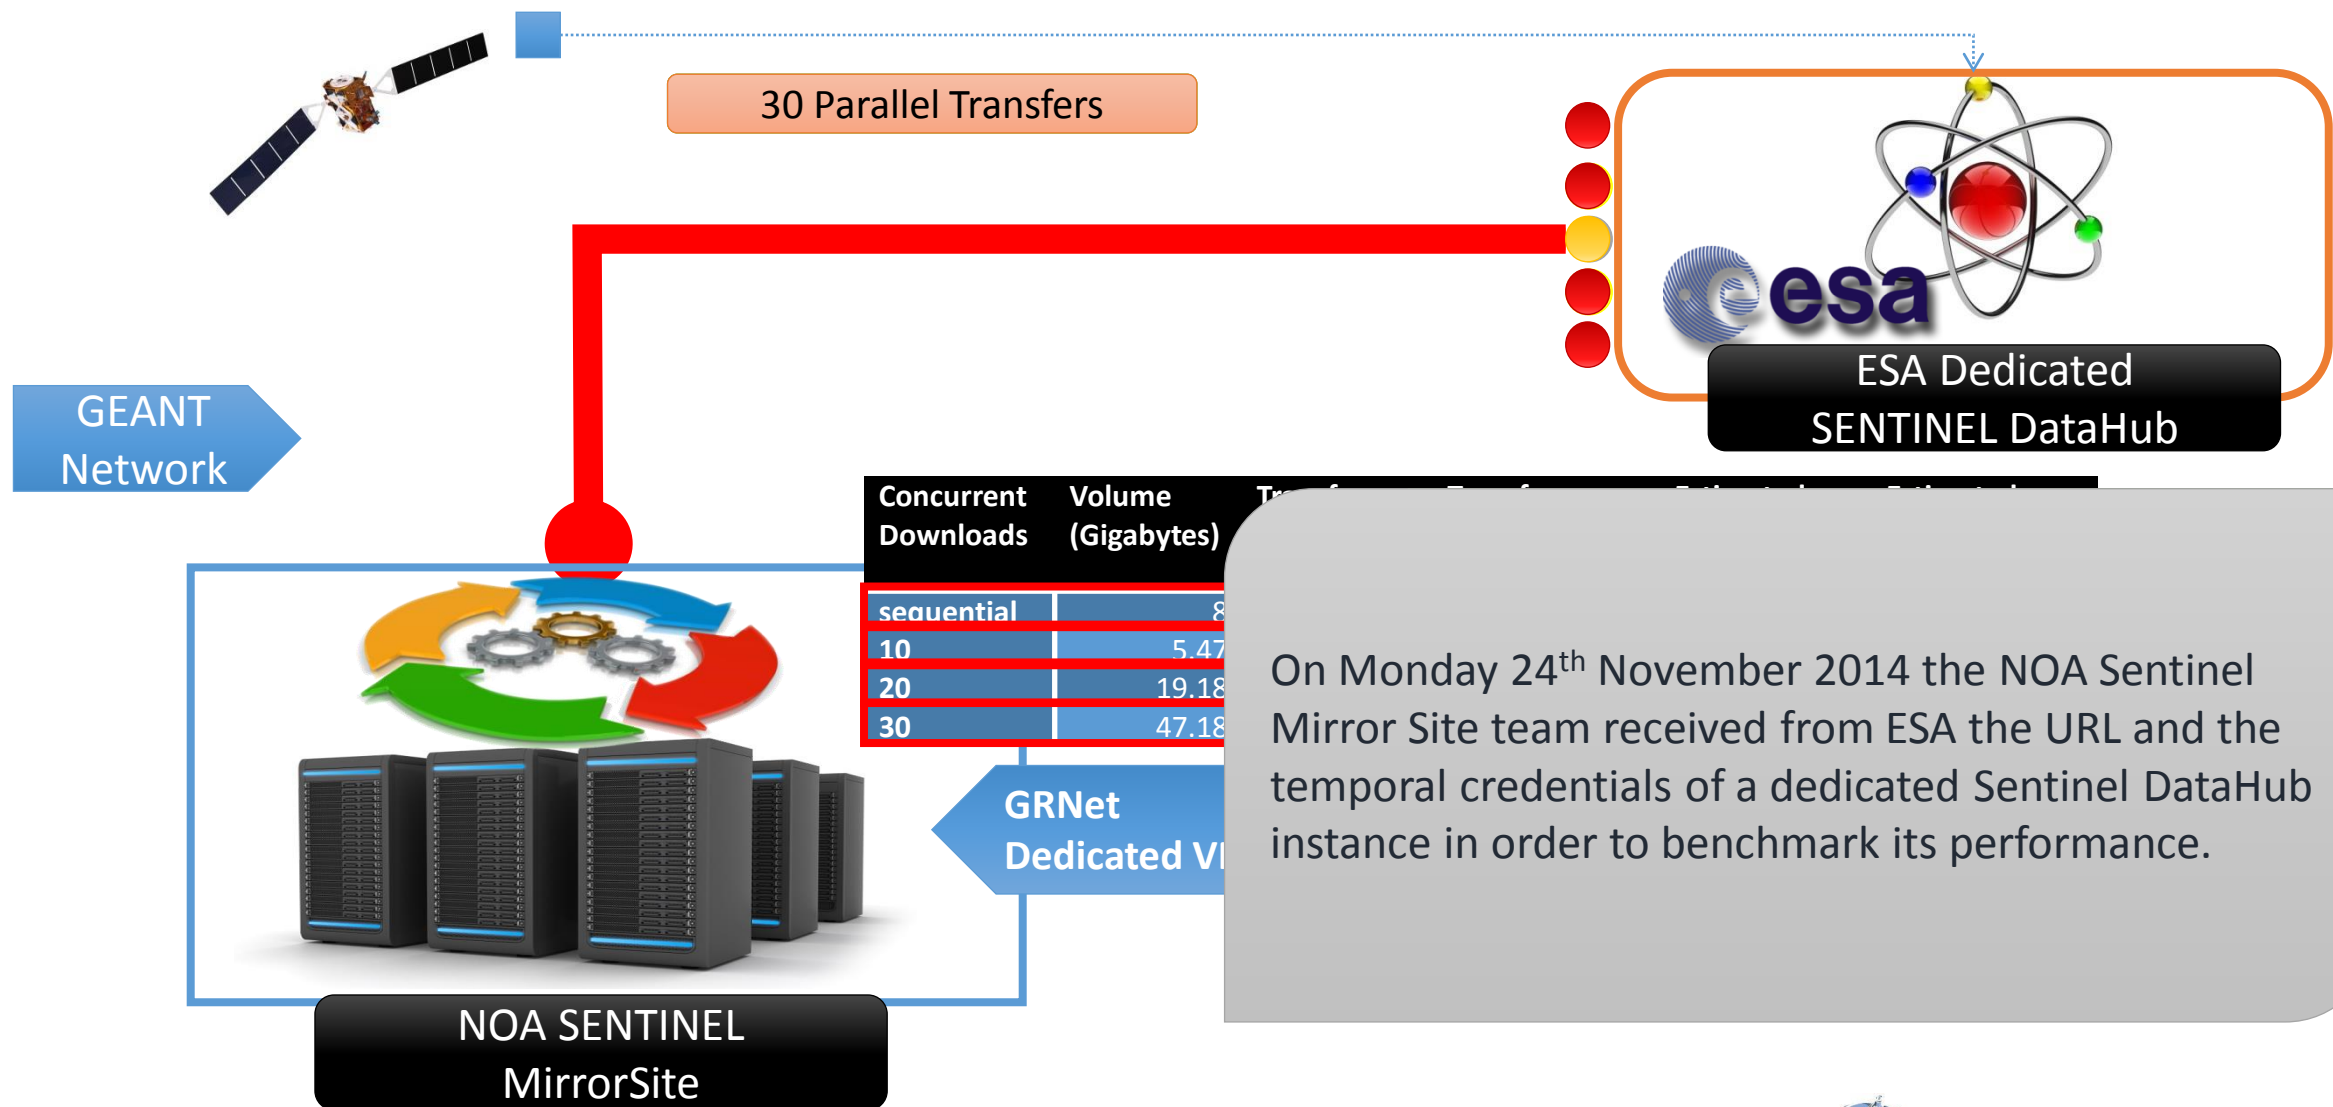 30 Parallel Transfers
esa
ESA Dedicated
SENTINEL DataHub
GEANT
Network
Concurrent Volume
Downloads (Gigabytes)
sequential 8
10 5.47
20 19.18
30 47.18
GRNet
Dedicated
On Monday 24th November 2014 the NOA Sentinel
Mirror Site team received from ESA the URL and the
temporal credentials of a dedicated Sentinel DataHub
instance in order to benchmark its performance.
NOA SENTINEL
MirrorSite